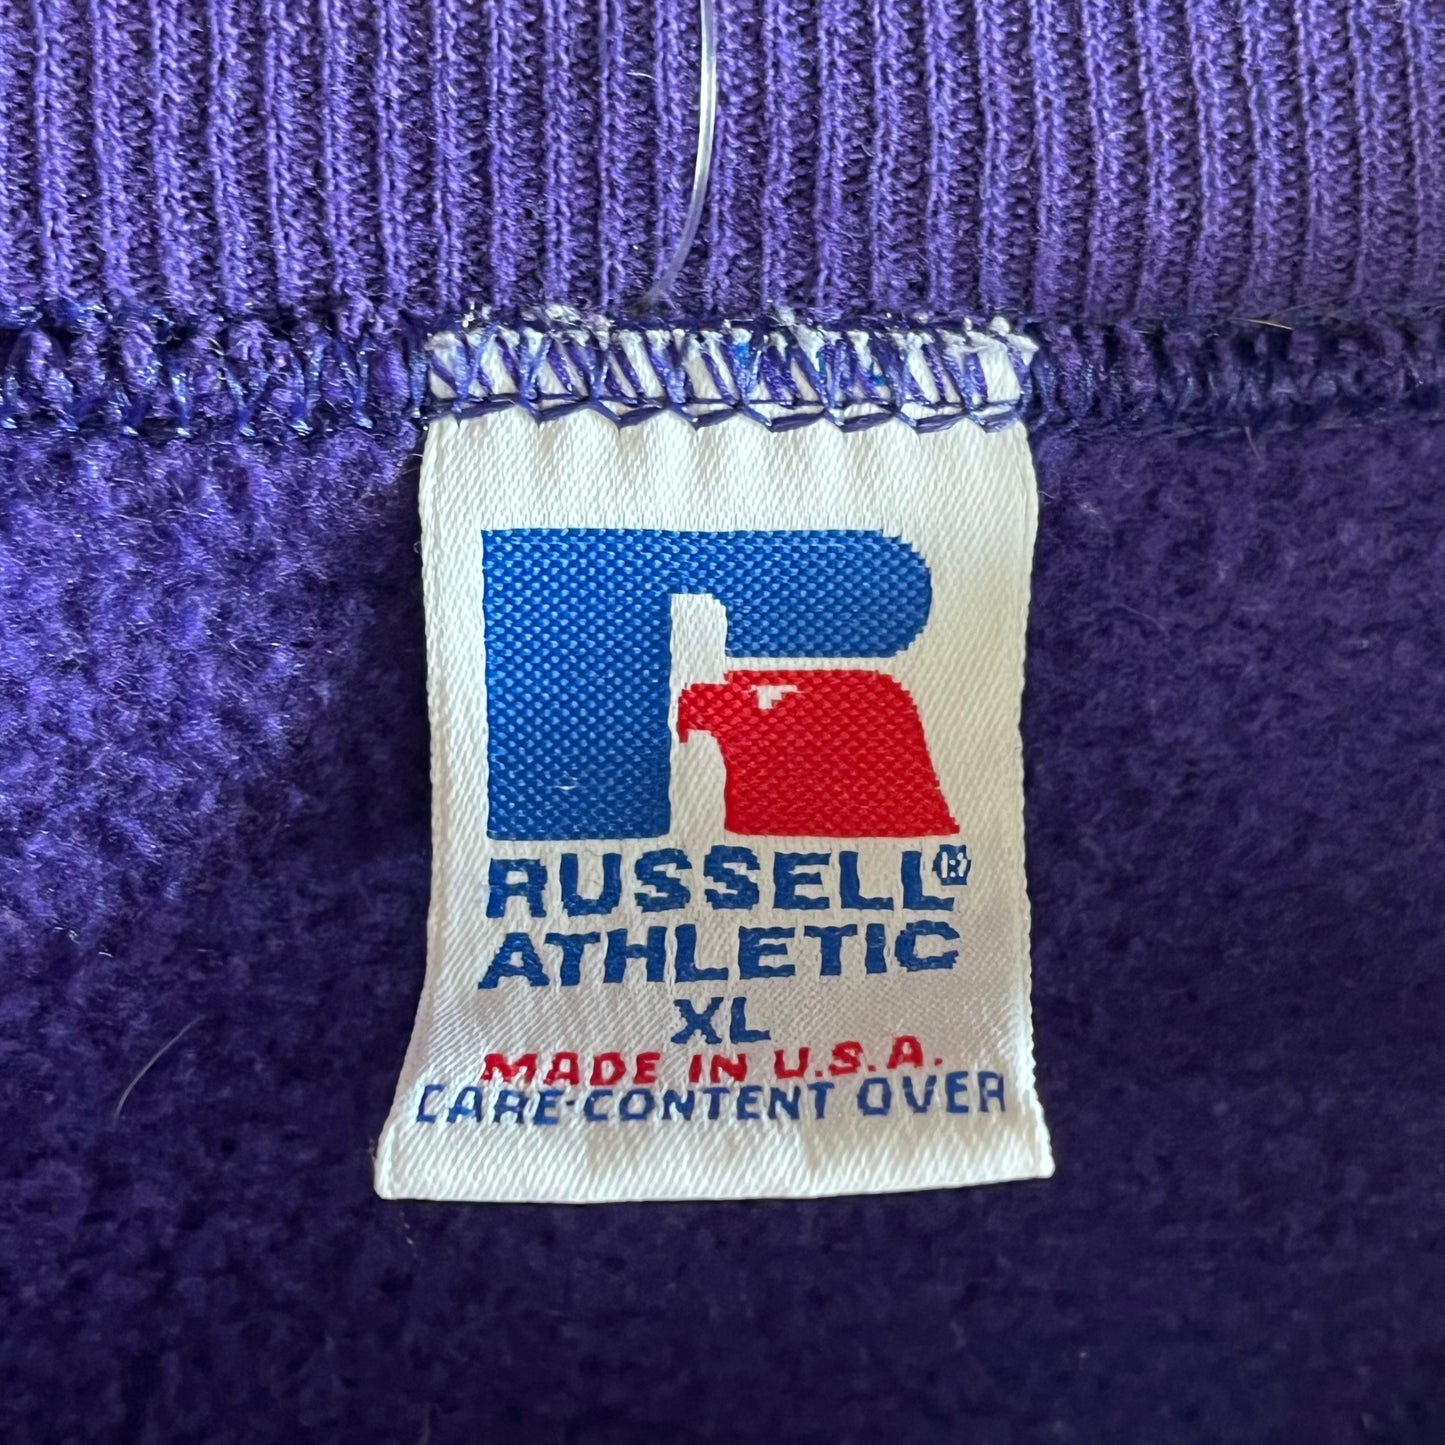 RUSSELL®
ATHLETIC
XL
MADE IN U.S.A.
CARE-CONTENT OVER